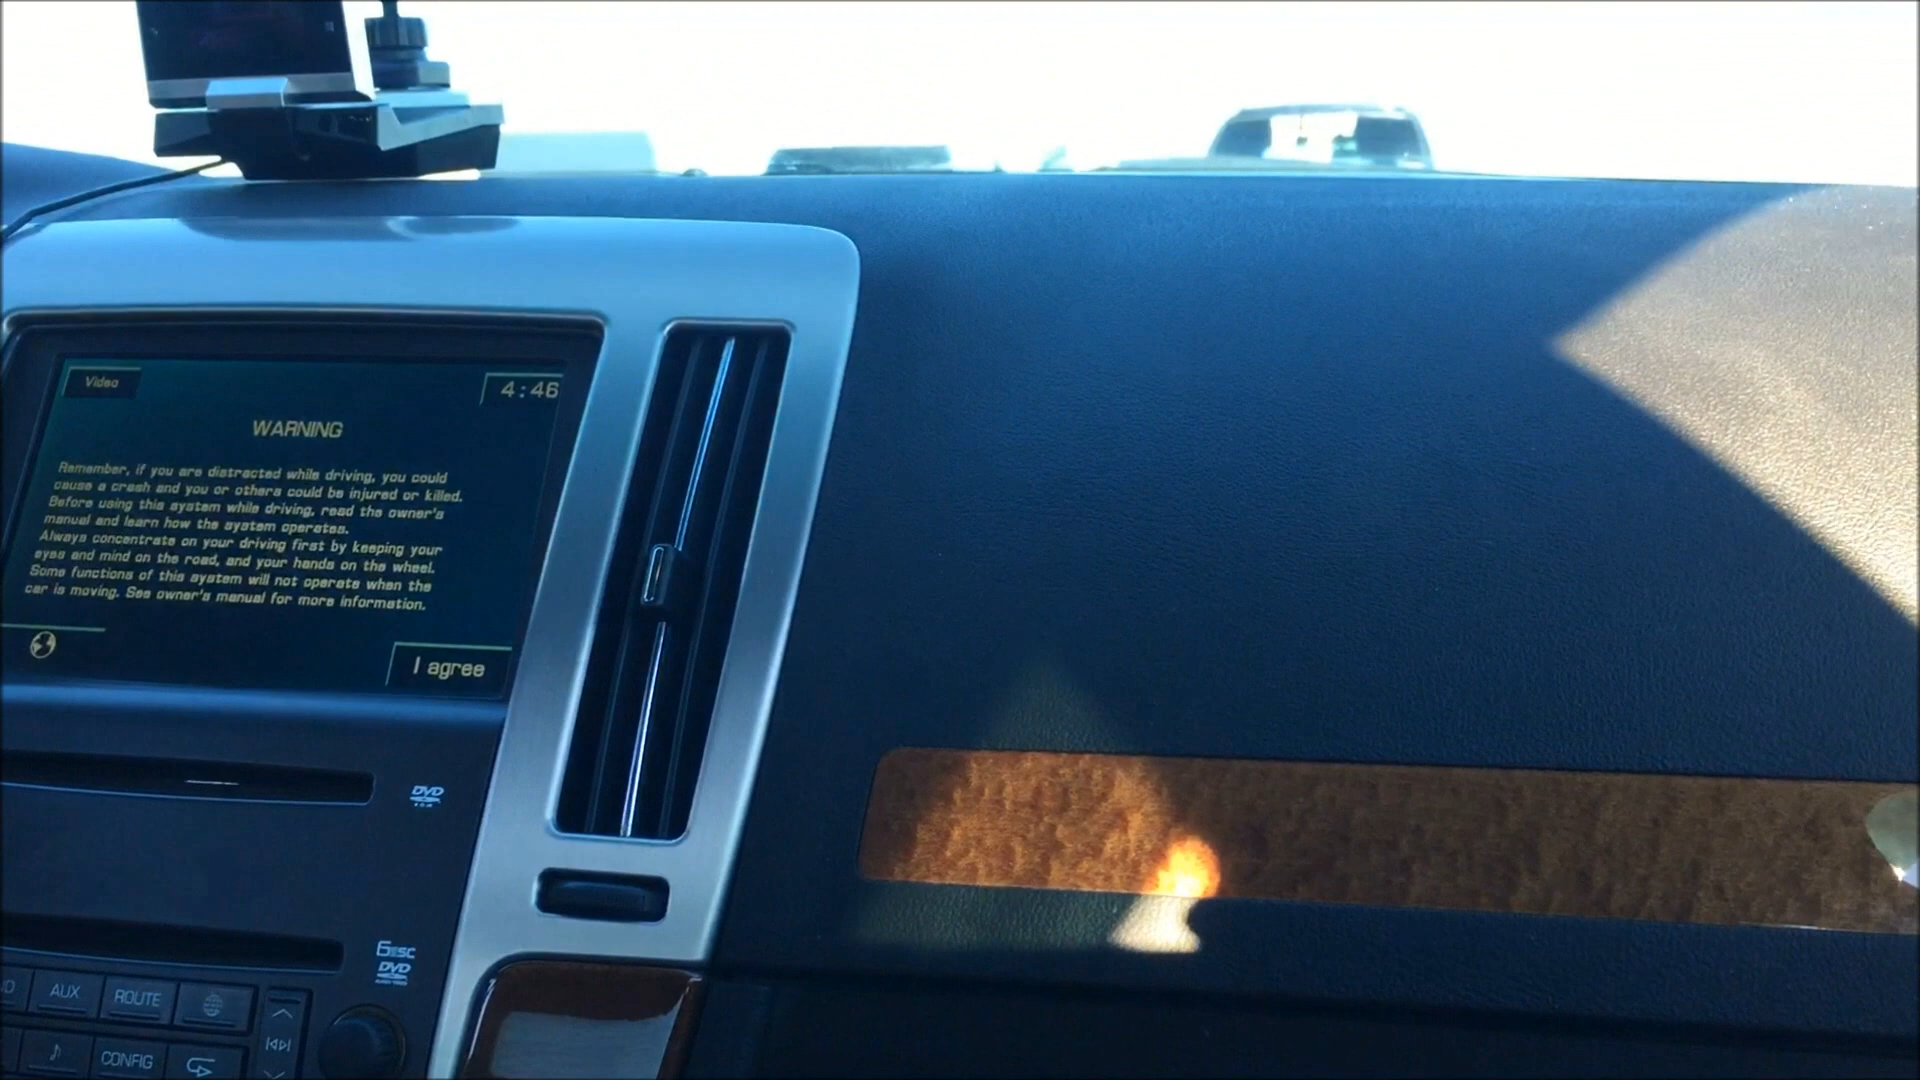 Video
4:46
WARNING
Remember, if you are distracted while driving, you could
cause a crash and you or others could be injured or killed.
Before using this system while driving, read the owner's
manual and learn how the system operates.
Always concentrate on your driving first by keeping your
eyes and mind on the road, and your hands on the wheel.
Some functions of this system will not operate when the
car is moving. See owner's manual for more information.
I agree
DVD
ROM
6DISC
DVD
AUX
ROUTE
CONFIG